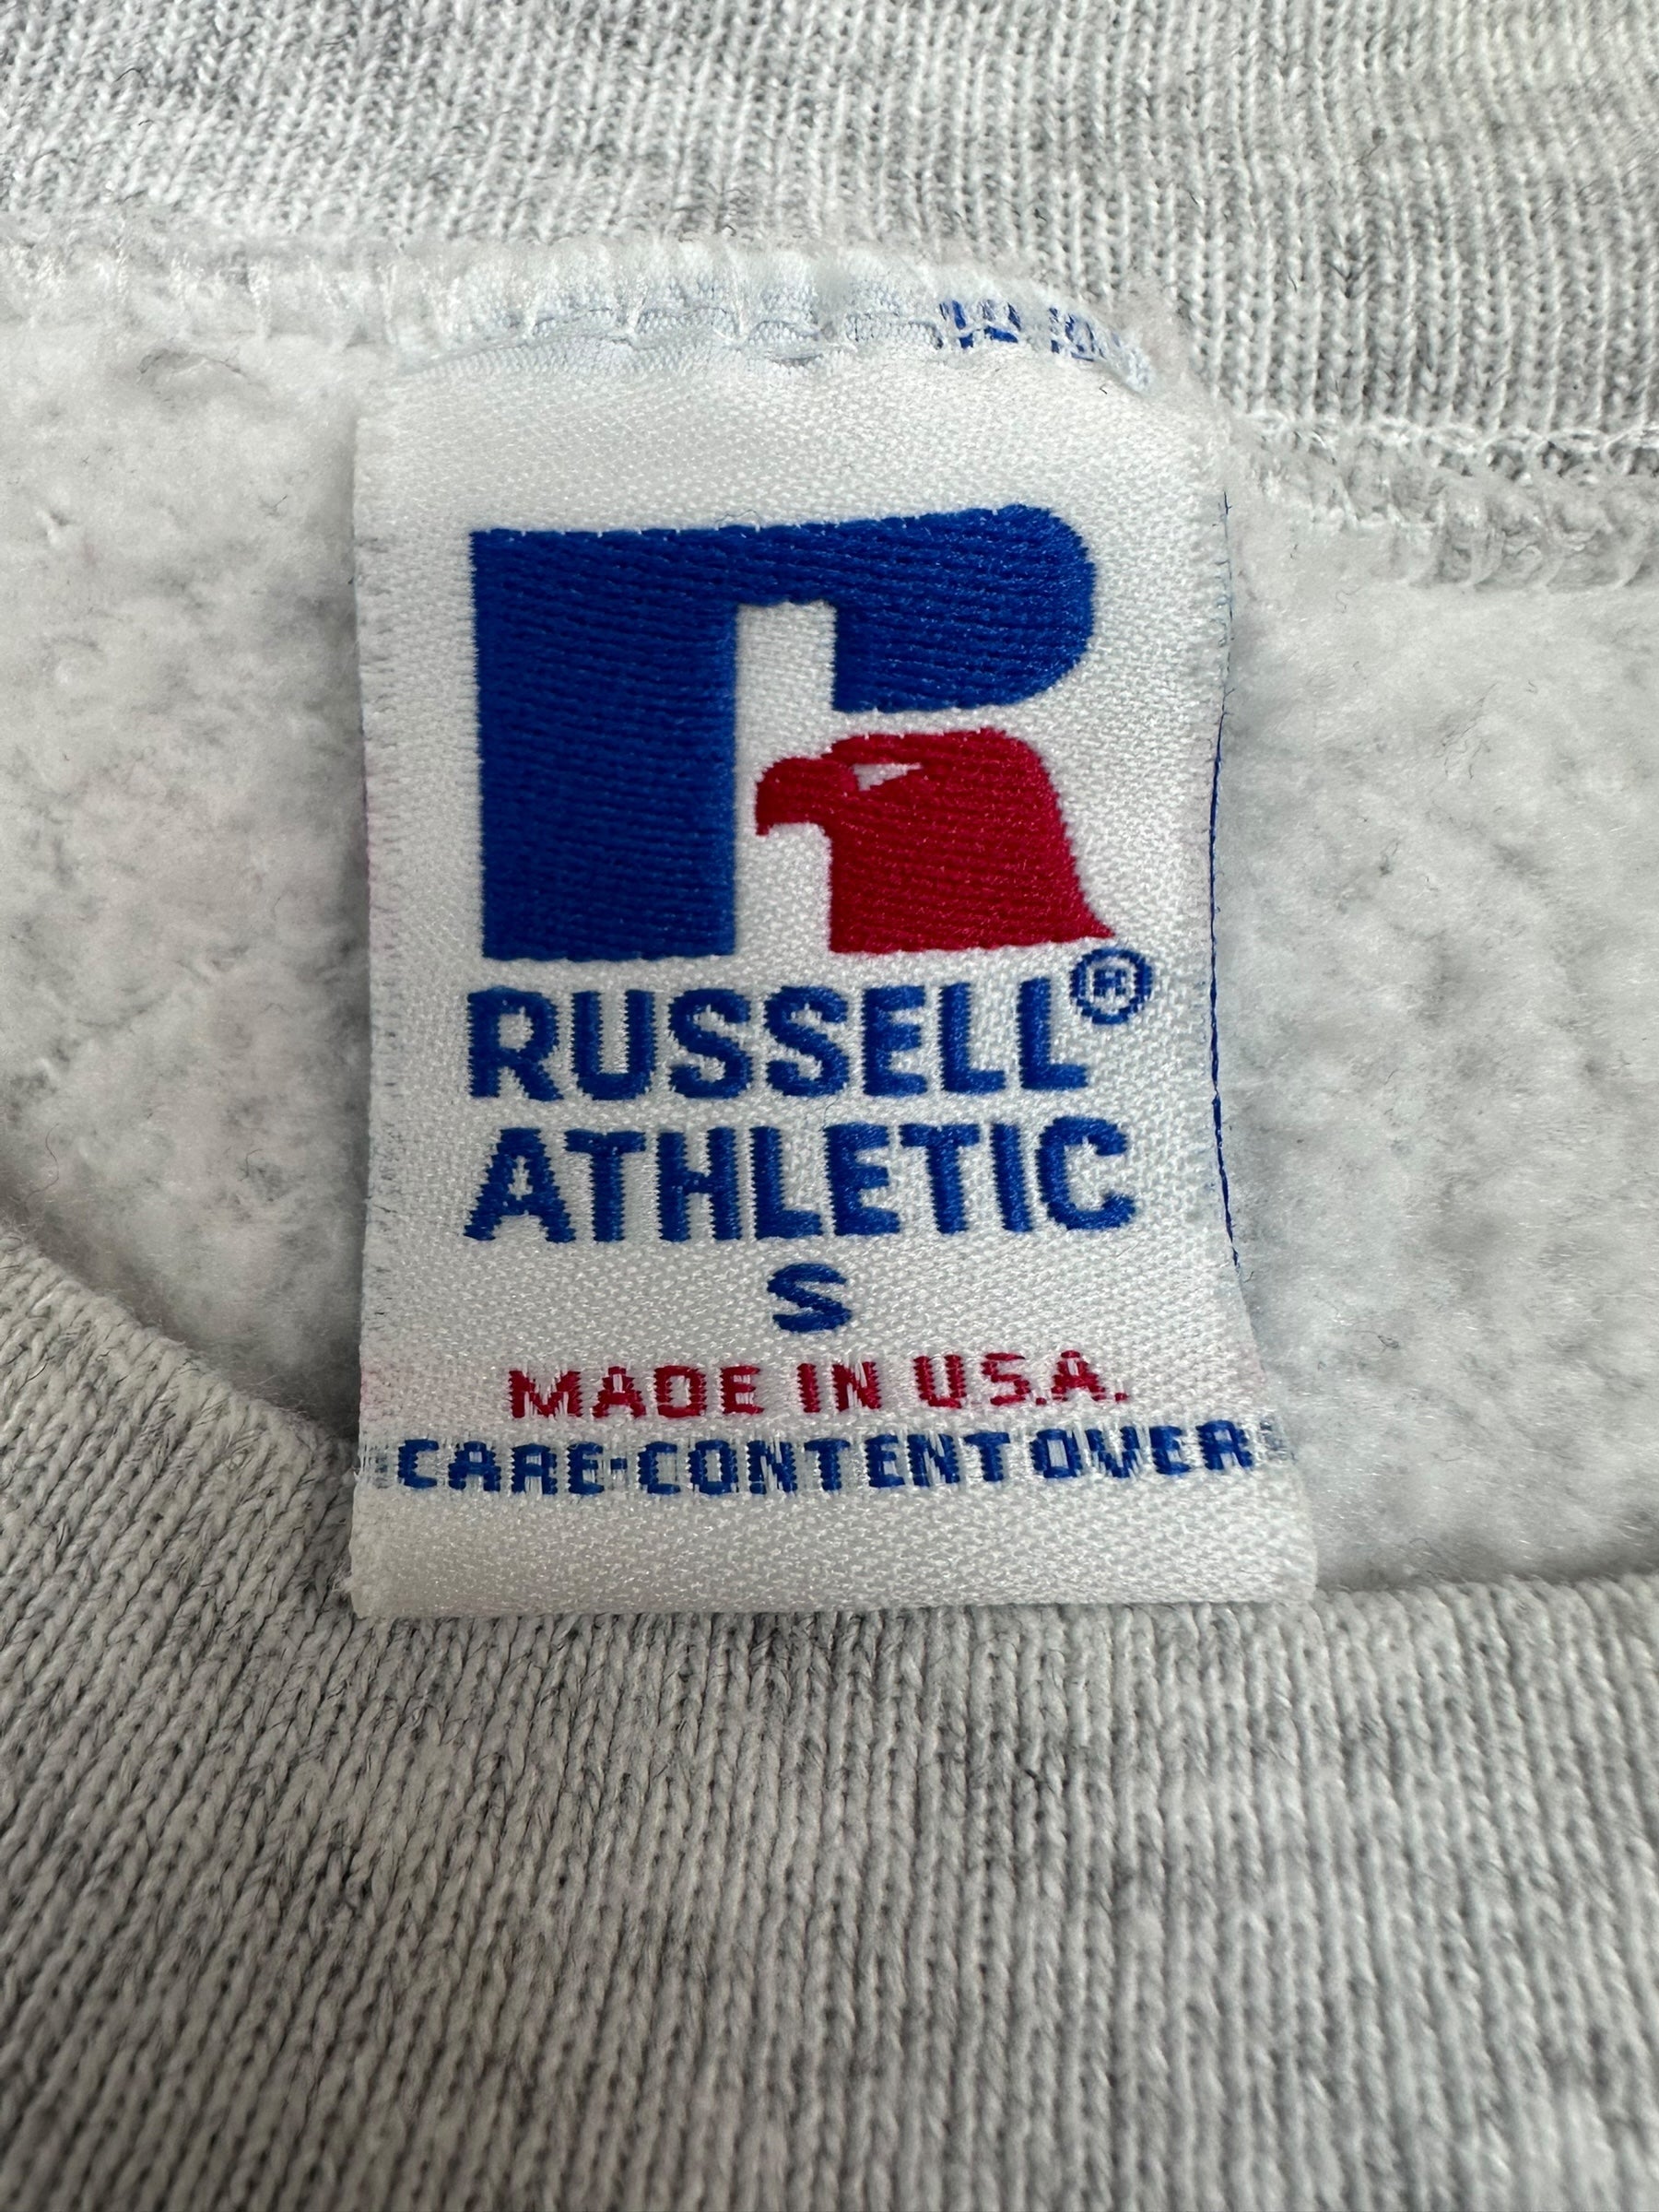 RUSSELL®
ATHLETIC
S
MADE IN U.S.A.
CARE-CONTENT OVER